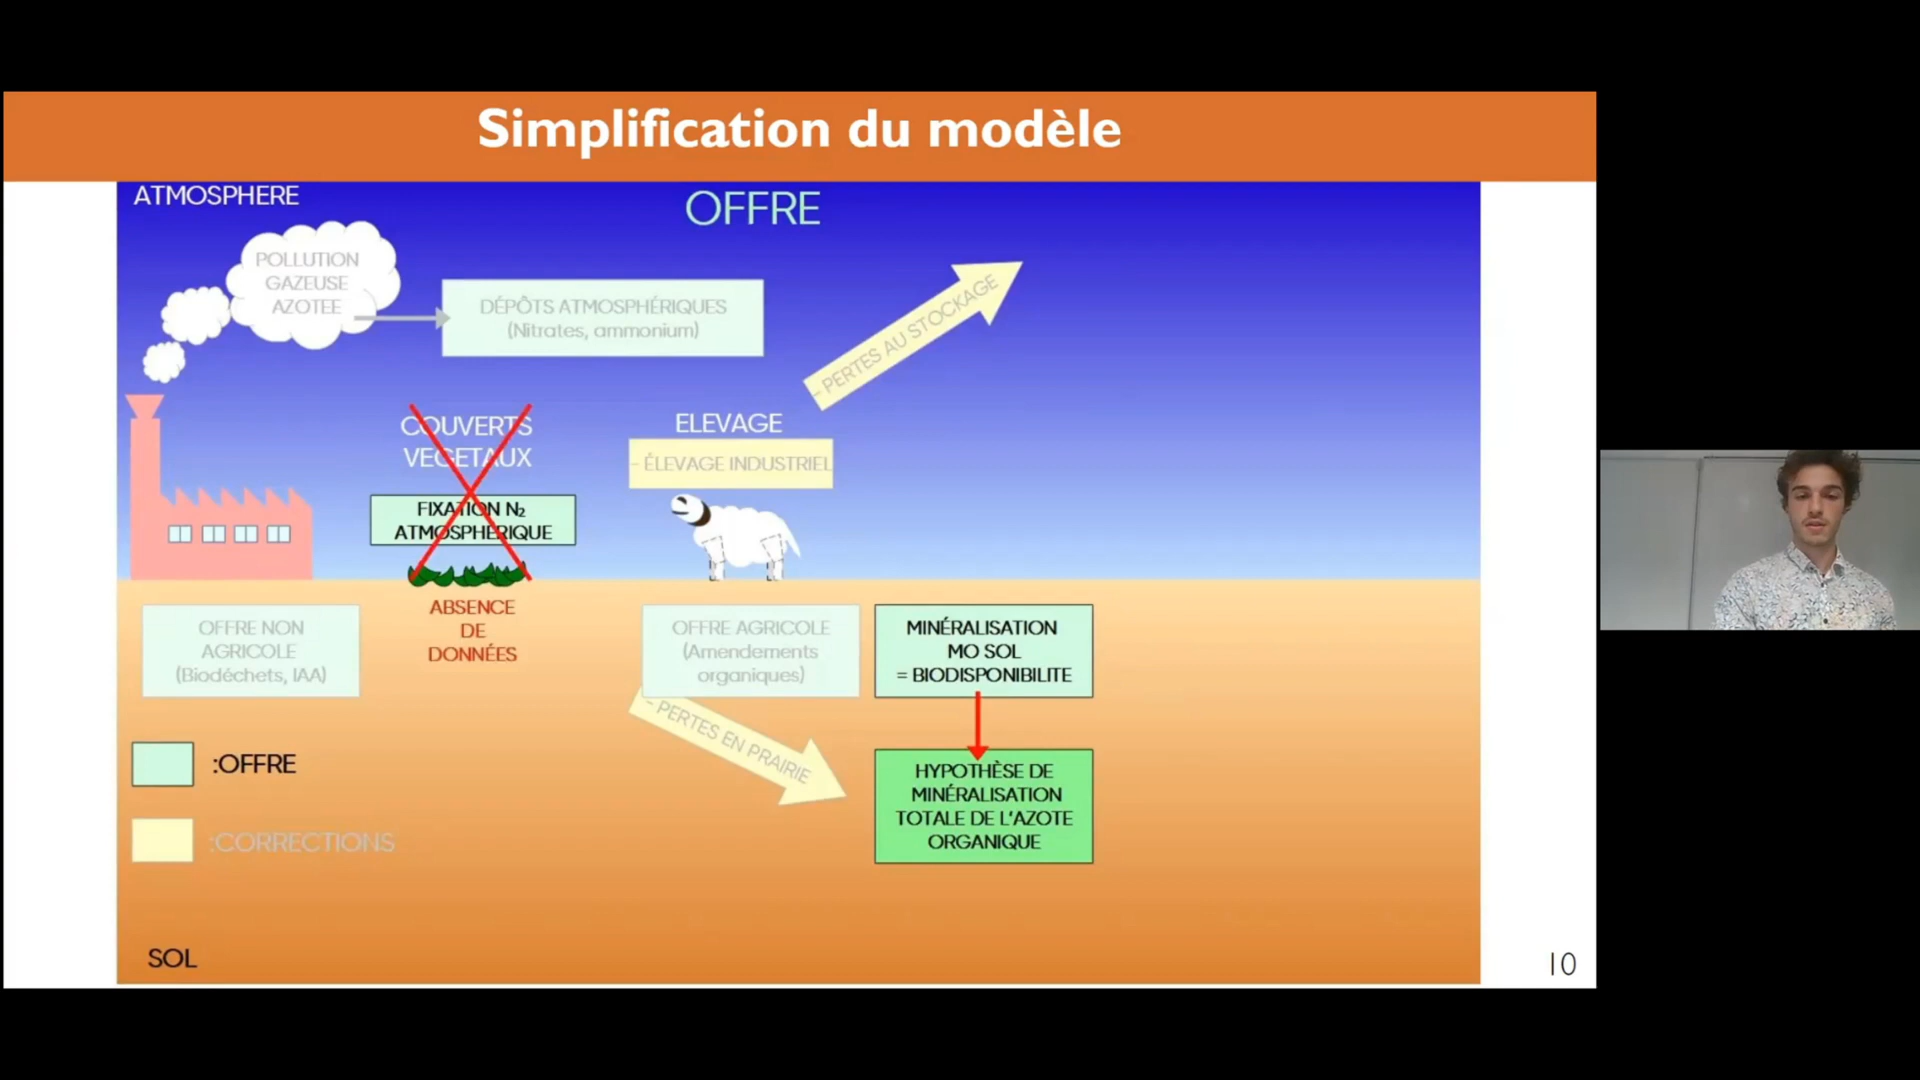 Simplification du modèle
ATMOSPHERE
OFFRE
POLLUTION
GAZEUSE
AZOTEE
DÉPÔTS ATMOSPHÉRIQUES
(Nitrates, ammonium)
- PERTES AU STOCKAGE
COUVERTS
VEGETAUX
FIXATION N₂
ATMOSPHERIQUE
ELEVAGE
- ÉLEVAGE INDUSTRIEL
ABSENCE
DE
DONNÉES
OFFRE NON
AGRICOLE
(Biodéchets, IAA)
OFFRE AGRICOLE
(Amendements
organiques)
MINÉRALISATION
MO SOL
= BIODISPONIBILITE
- PERTES EN PRAIRIE
HYPOTHÈSE DE
MINÉRALISATION
TOTALE DE L'AZOTE
ORGANIQUE
:OFFRE
:CORRECTIONS
SOL
10